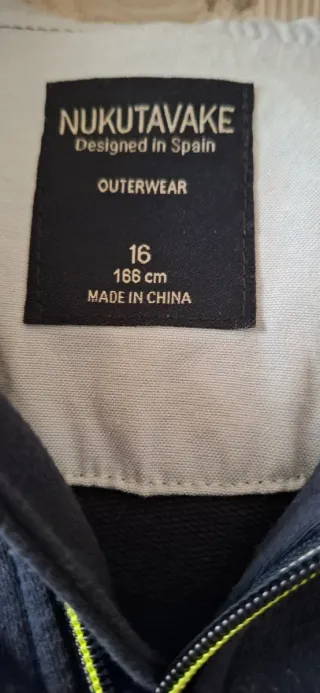 NUKUTAVAKE
Designed in Spain
OUTERWEAR
16
166 cm
MADE IN CHINA